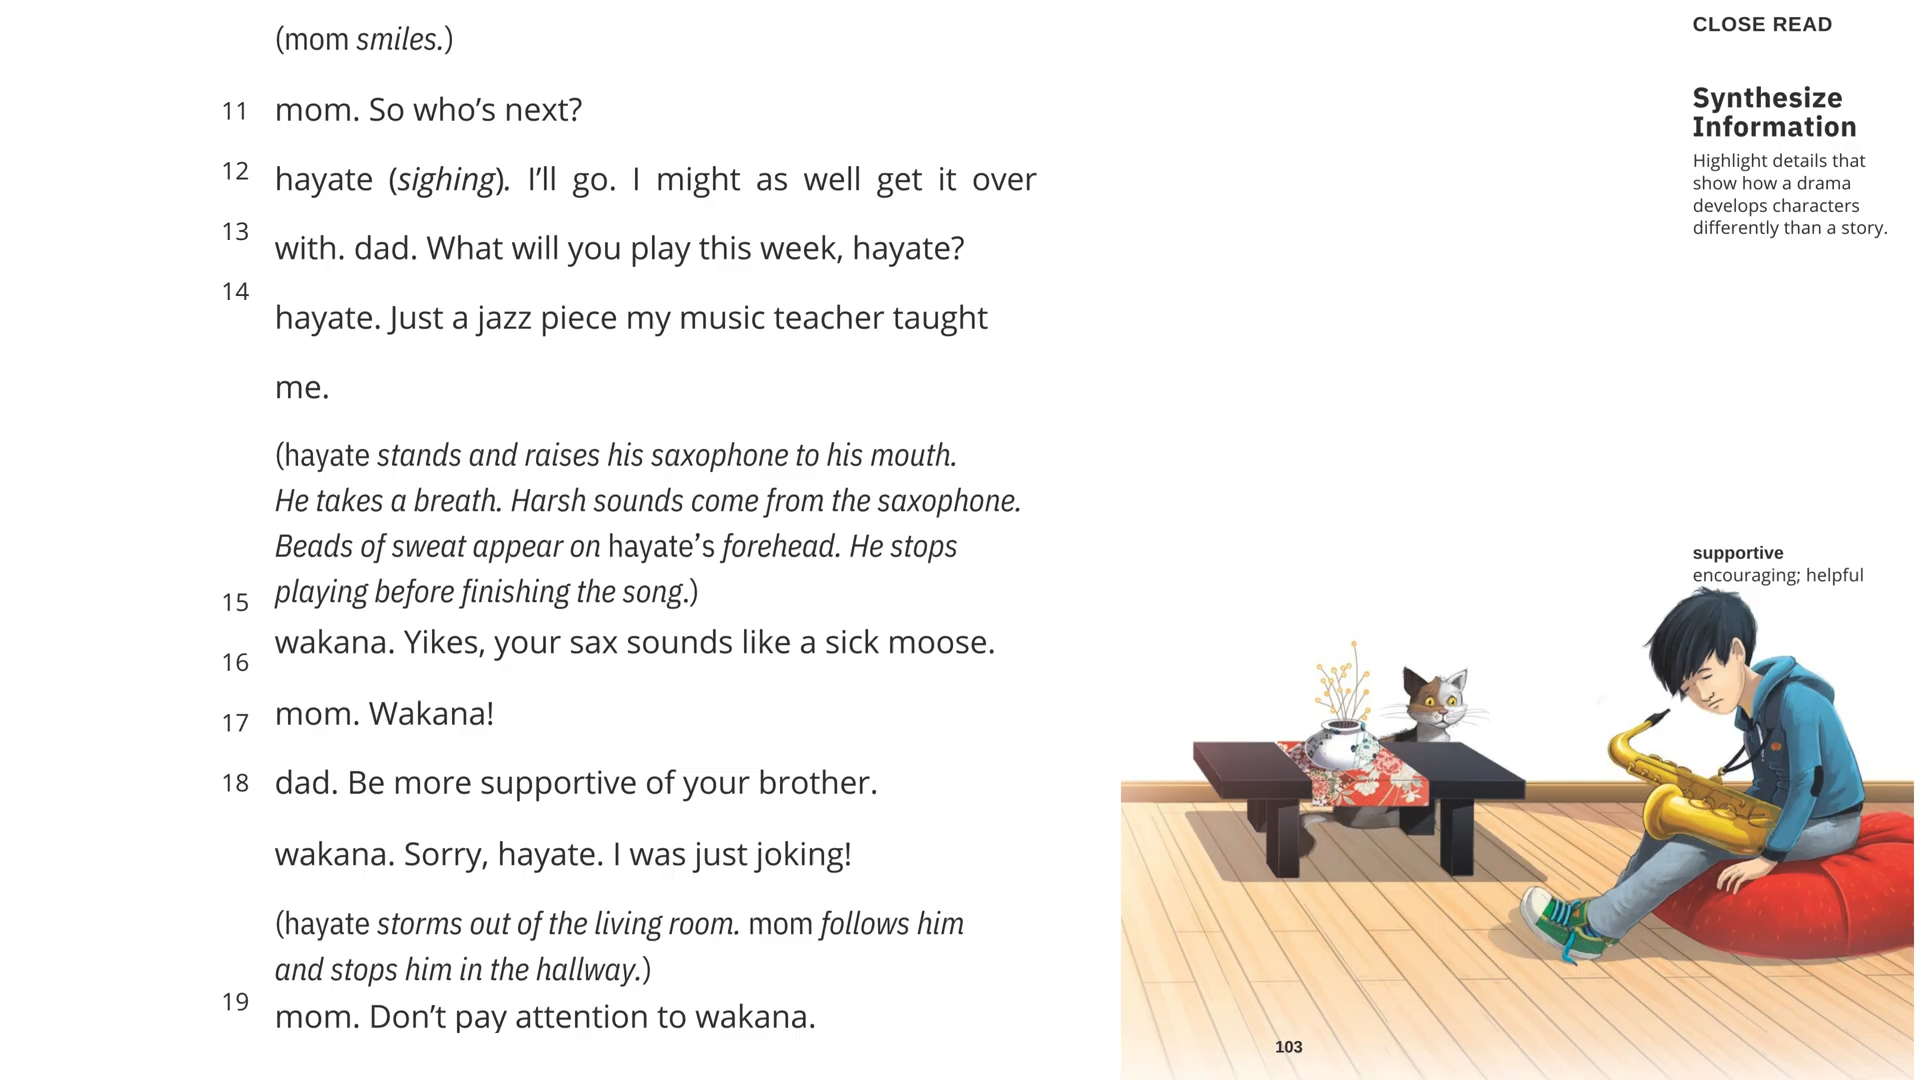 (mom smiles.)
11 mom. So who’s next?
12 hayate (sighing). I’ll go. I might as well get it over
13 with. dad. What will you play this week, hayate?
14 hayate. Just a jazz piece my music teacher taught
me.
(hayate stands and raises his saxophone to his mouth.
He takes a breath. Harsh sounds come from the saxophone.
Beads of sweat appear on hayate’s forehead. He stops
playing before finishing the song.)
15 wakana. Yikes, your sax sounds like a sick moose.
16 mom. Wakana!
17 dad. Be more supportive of your brother.
18 wakana. Sorry, hayate. I was just joking!
(hayate storms out of the living room. mom follows him
and stops him in the hallway.)
19 mom. Don’t pay attention to wakana.
CLOSE READ
Synthesize
Information
Highlight details that
show how a drama
develops characters
differently than a story.
supportive
encouraging; helpful
103